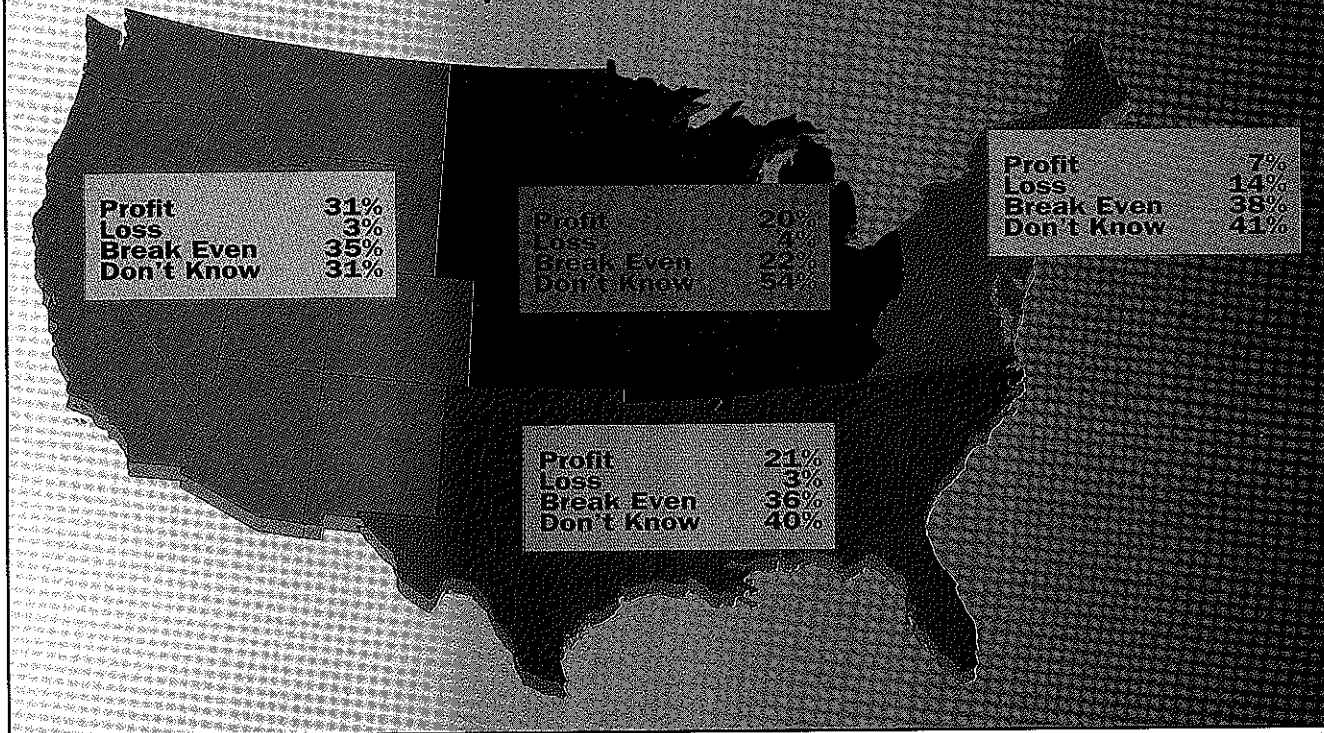 Profit 31%
Loss 3%
Break Even 35%
Don't Know 31%
Profit 20%
Loss 4%
Break Even 22%
Don't Know 54%
Profit 7%
Loss 14%
Break Even 38%
Don't Know 41%
Profit 21%
Loss 3%
Break Even 36%
Don't Know 40%